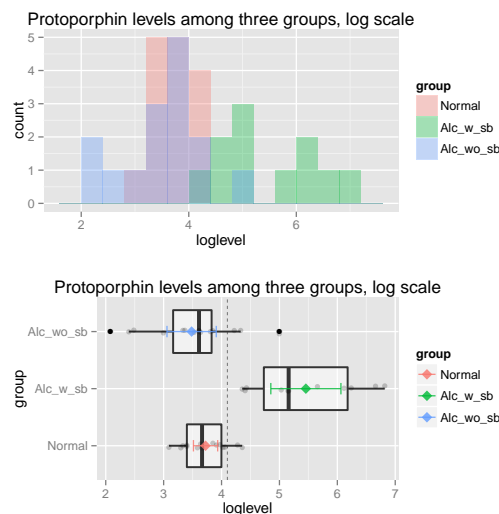 Protoporphin levels among three groups, log scale
5
4
3
2
1
0
count
2
4
6
loglevel
group
Normal
Alc_w_sb
Alc_wo_sb
Protoporphin levels among three groups, log scale
Alc_wo_sb
Alc_w_sb
Normal
group
2
3
4
5
6
7
loglevel
group
Normal
Alc_w_sb
Alc_wo_sb